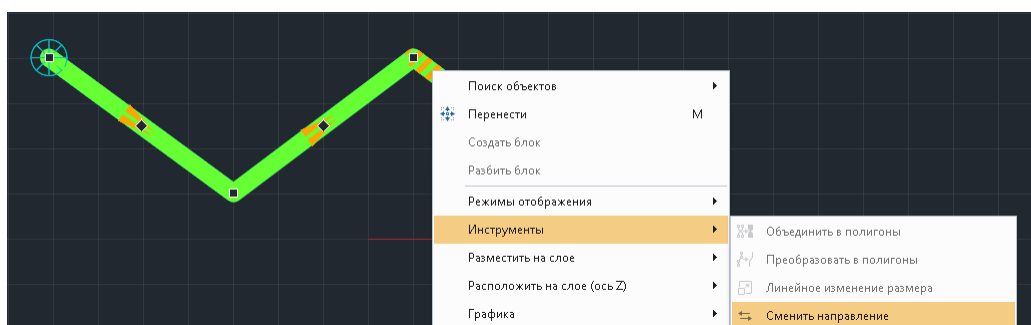 Поиск объектов
Перенести M
Создать блок
Разбить блок
Режимы отображения
Инструменты
Объединить в полигоны
Разместить на слое
Преобразовать в полигоны
Расположить на слое (ось Z)
Линейное изменение размера
Графика
Сменить направление